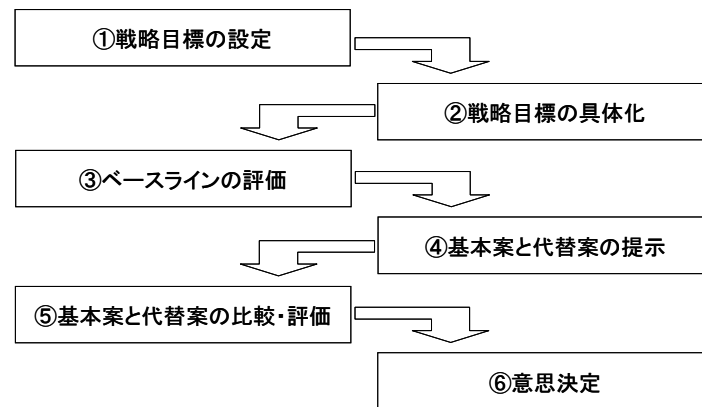 ①戦略目標の設定
②戦略目標の具体化
③ベースラインの評価
④基本案と代替案の提示
⑤基本案と代替案の比較・評価
⑥意思決定